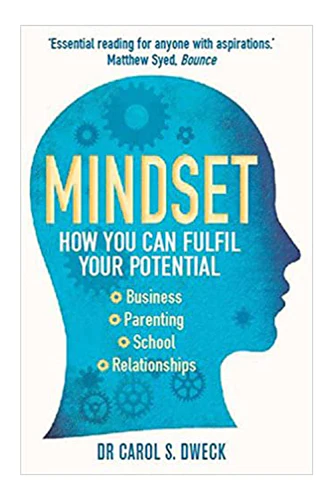 'Essential reading for anyone with aspirations.'
Matthew Syed, Bounce
MINDSET
HOW YOU CAN FULFIL
YOUR POTENTIAL
Business
Parenting
School
Relationships
DR CAROL S. DWECK